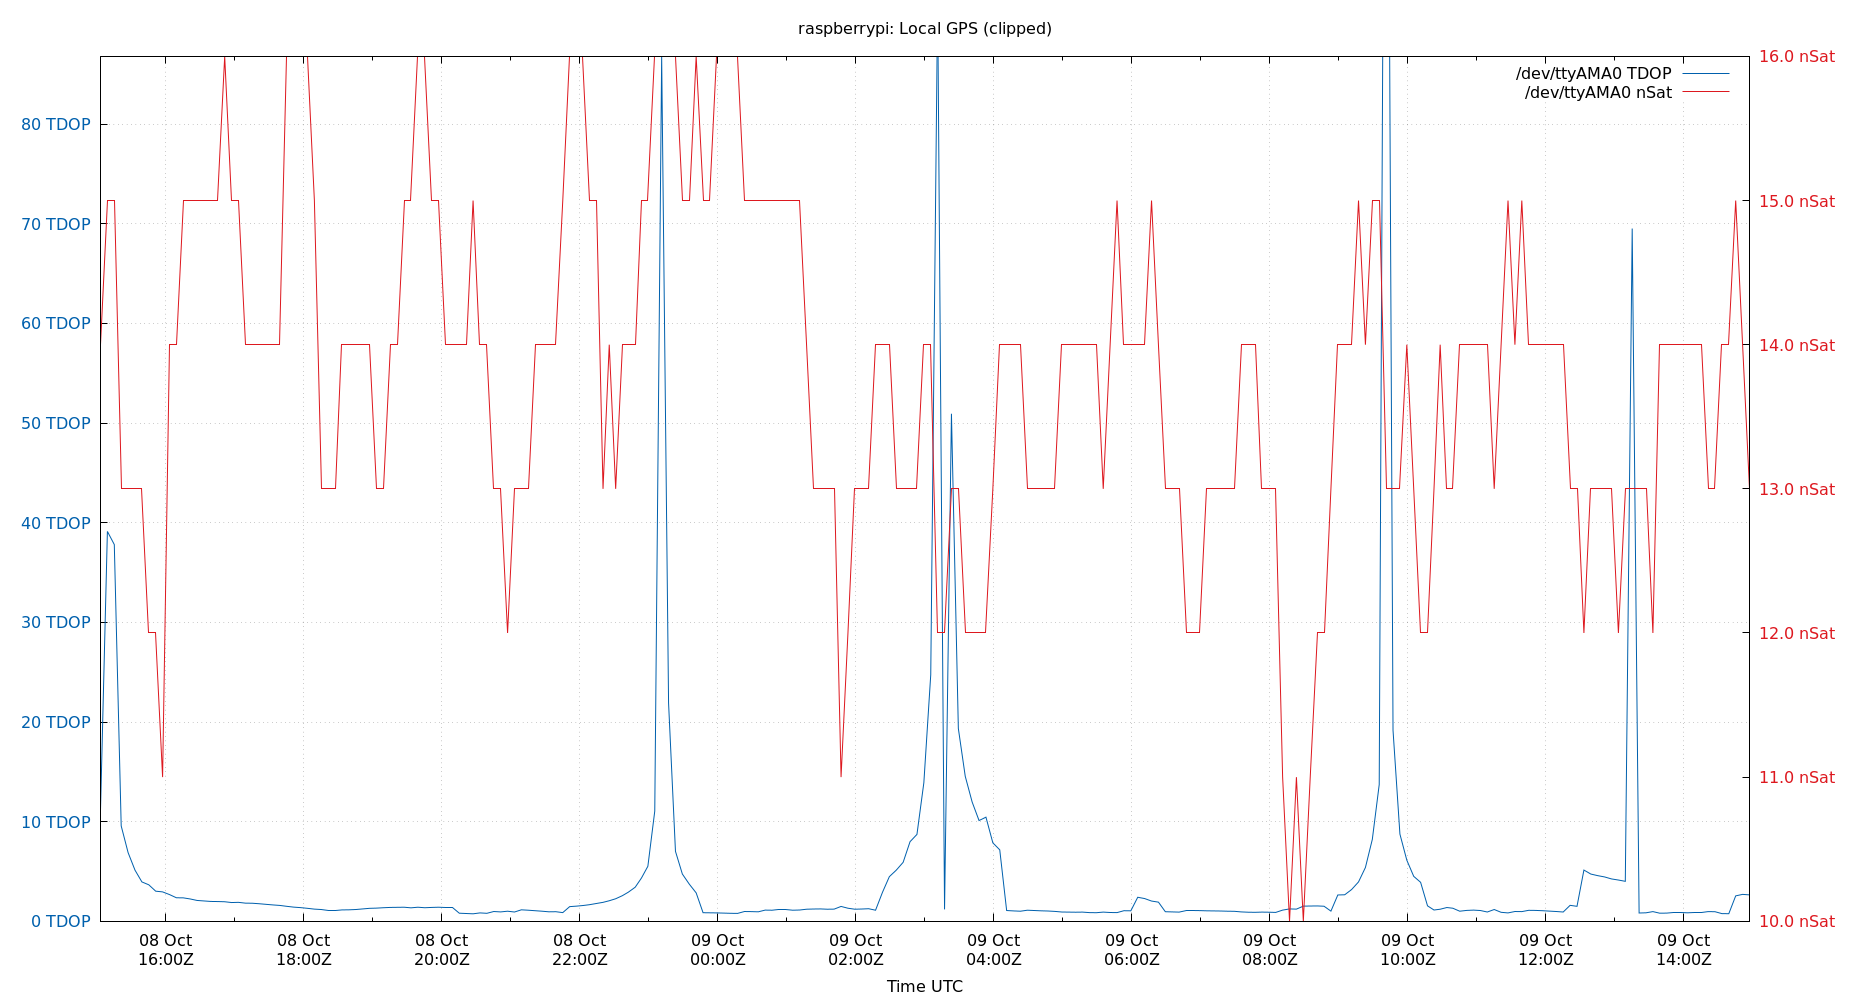 raspberrypi: Local GPS (clipped)
16.0 nSat
/dev/ttyAMA0 TDOP
/dev/ttyAMA0 nSat
80 TDOP
15.0 nSat
70 TDOP
14.0 nSat
60 TDOP
50 TDOP
13.0 nSat
40 TDOP
30 TDOP
12.0 nSat
20 TDOP
11.0 nSat
10 TDOP
0 TDOP
10.0 nSat
08 Oct 08 Oct 08 Oct 08 Oct 09 Oct 09 Oct 09 Oct 09 Oct 09 Oct 09 Oct 09 Oct 09 Oct
16:00Z 18:00Z 20:00Z 22:00Z 00:00Z 02:00Z 04:00Z 06:00Z 08:00Z 10:00Z 12:00Z 14:00Z
Time UTC